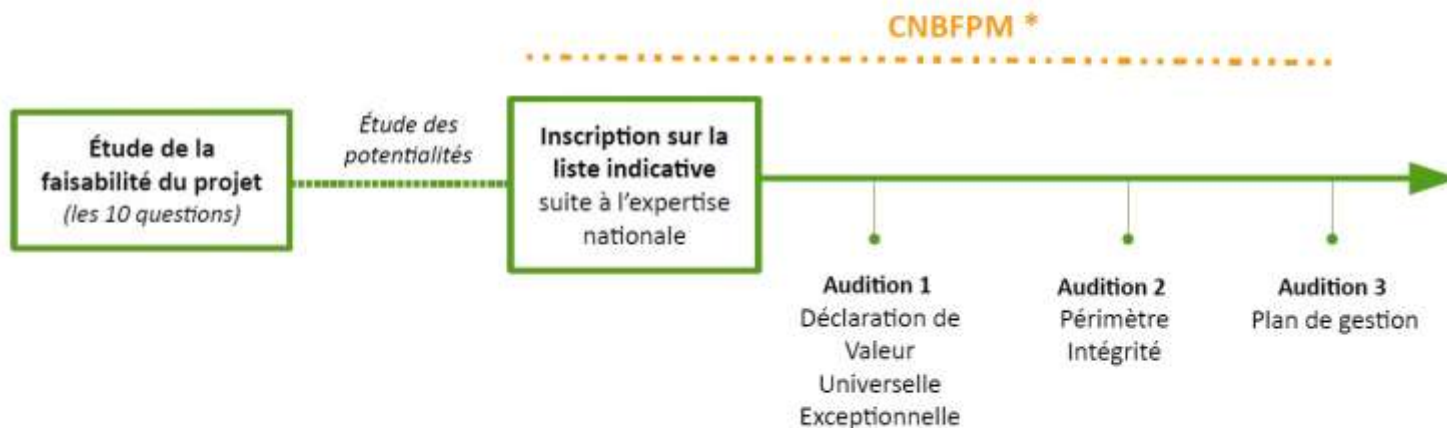 CNBFPM *
Étude de la
faisabilité du projet
(les 10 questions)
Étude des
potentialités
Inscription sur la
liste indicative
suite à l’expertise
nationale
Audition 1
Déclaration de
Valeur
Universelle
Exceptionnelle
Audition 2
Périmètre
Intégrité
Audition 3
Plan de gestion